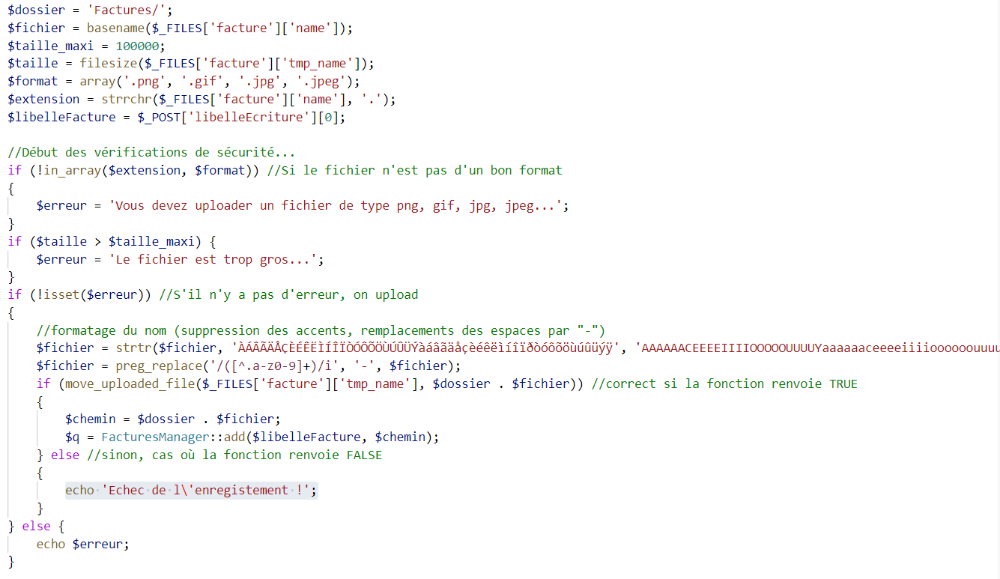 $dossier = 'Factures/';
$fichier = basename($_FILES['facture']['name']);
$taille_maxi = 100000;
$taille = filesize($_FILES['facture']['tmp_name']);
$format = array('.png', '.gif', '.jpg', '.jpeg');
$extension = strrchr($_FILES['facture']['name'], '.');
$libelleFacture = $_POST['libelleEcriture'][0];
//Début des vérifications de sécurité...
if (!in_array($extension, $format)) //Si le fichier n'est pas d'un bon format
{
$erreur = 'Vous devez uploader un fichier de type png, gif, jpg, jpeg...';
}
if ($taille > $taille_maxi) {
$erreur = 'Le fichier est trop gros...';
}
if (!isset($erreur)) //S'il n'y a pas d'erreur, on upload
{
//formatage du nom (suppression des accents, remplacements des espaces par "-")
$fichier = strtr($fichier, 'ÀÁÂÃÄÅÇÈÉÊËÌÍÎÏÒÓÔÕÖÙÚÛÜÝàáâãäåçèéêëìíîïðòóôõöùúûüýÿ', 'AAAAAACEEEEIIIIOOOOOUUUUYaaaaaaceeeeiiiioooooouuuu
$fichier = preg_replace('/([^.a-z0-9]+)/i', '-', $fichier);
if (move_uploaded_file($_FILES['facture']['tmp_name'], $dossier . $fichier)) //correct si la fonction renvoie TRUE
{
$chemin = $dossier . $fichier;
$q = FacturesManager::add($libelleFacture, $chemin);
} else //sinon, cas où la fonction renvoie FALSE
{
echo 'Echec de l\'enregistement !';
}
} else {
echo $erreur;
}